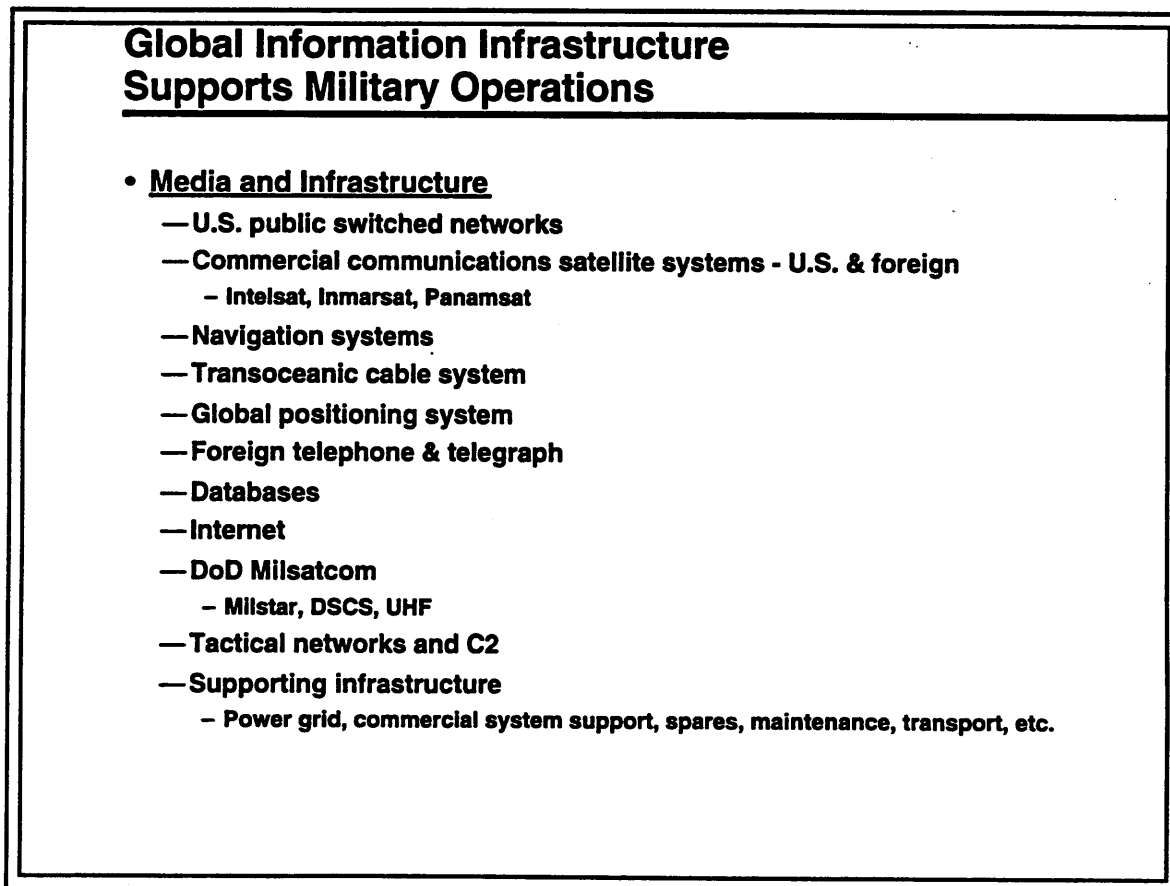 Global Information Infrastructure
Supports Military Operations
• Media and Infrastructure
—U.S. public switched networks
—Commercial communications satellite systems - U.S. & foreign
– Intelsat, Inmarsat, Panamsat
—Navigation systems
—Transoceanic cable system
—Global positioning system
—Foreign telephone & telegraph
—Databases
—Internet
—DoD Milsatcom
– Milstar, DSCS, UHF
—Tactical networks and C2
—Supporting infrastructure
– Power grid, commercial system support, spares, maintenance, transport, etc.